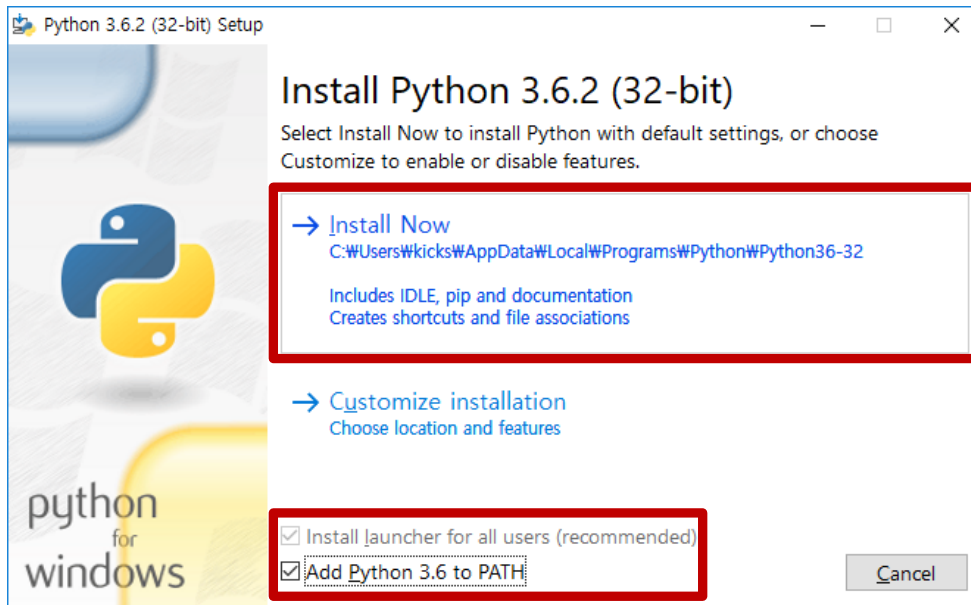 Python 3.6.2 (32-bit) Setup
Install Python 3.6.2 (32-bit)
Select Install Now to install Python with default settings, or choose
Customize to enable or disable features.
Install Now
C:₩Users₩kicks₩AppData₩Local₩Programs₩Python₩Python36-32
Includes IDLE, pip and documentation
Creates shortcuts and file associations
Customize installation
Choose location and features
Install launcher for all users (recommended)
Add Python 3.6 to PATH
Cancel
python
for
windows